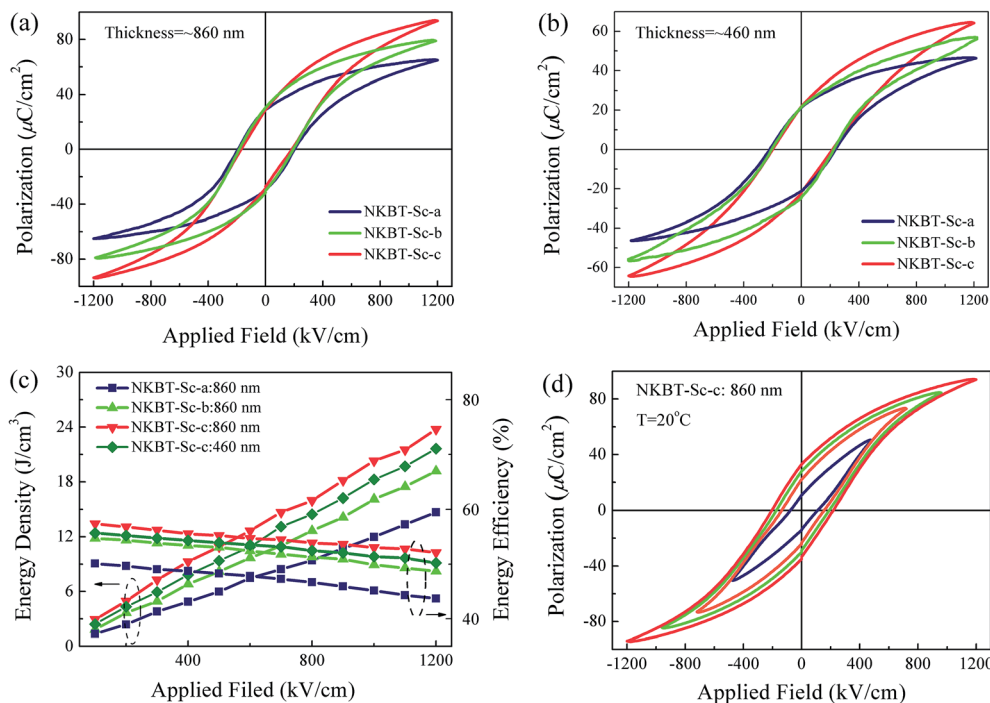 (a)
Thickness=~860 nm
Polarization (μC/cm²)
80
40
0
-40
-80
NKBT-Sc-a
NKBT-Sc-b
NKBT-Sc-c
-1200 -800 -400 0 400 800 1200
Applied Field (kV/cm)
(b)
Thickness=~460 nm
Polarization (μC/cm²)
60
40
20
0
-20
-40
-60
NKBT-Sc-a
NKBT-Sc-b
NKBT-Sc-c
-1200 -800 -400 0 400 800 1200
Applied Field (kV/cm)
(c)
Energy Density (J/cm³)
30
24
18
12
6
0
NKBT-Sc-a:860 nm
NKBT-Sc-b:860 nm
NKBT-Sc-c:860 nm
NKBT-Sc-c:460 nm
80
60
40
Energy Efficiency (%)
400 800 1200
Applied Filed (kV/cm)
(d)
NKBT-Sc-c: 860 nm
T=20°C
Polarization (μC/cm²)
80
40
0
-40
-80
-1200 -800 -400 0 400 800 1200
Applied Field (kV/cm)